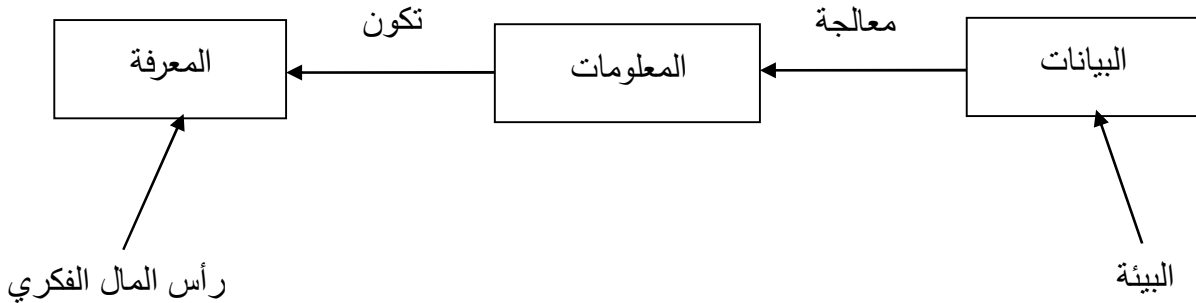 معالجة
تكون
البيانات
المعلومات
المعرفة
البيئة
رأس المال الفكري